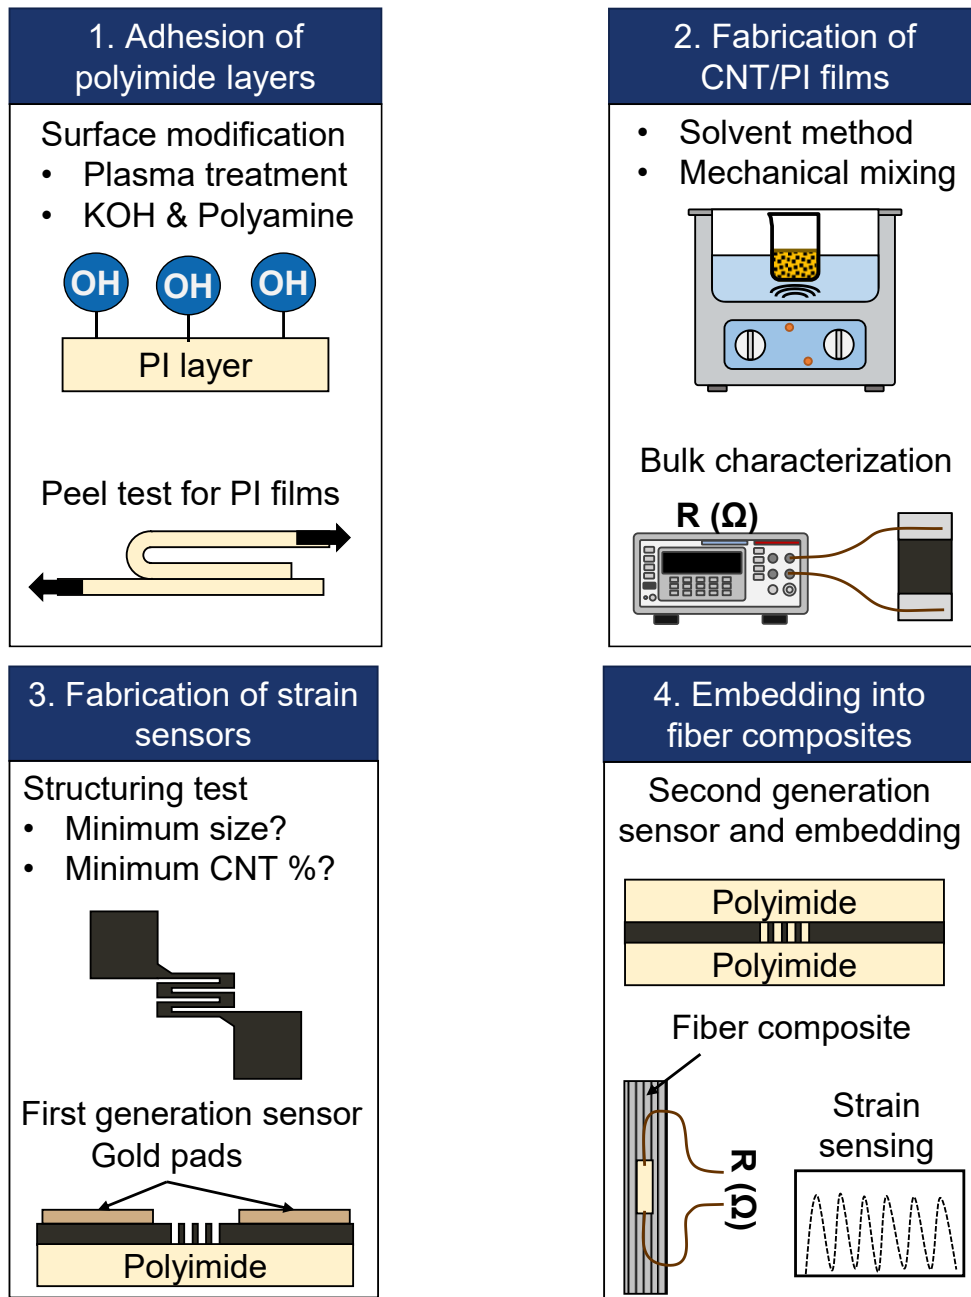 1. Adhesion of
polyimide layers
Surface modification
• Plasma treatment
• KOH & Polyamine
OH OH OH
PI layer
Peel test for PI films
2. Fabrication of
CNT/PI films
• Solvent method
• Mechanical mixing
Bulk characterization
R (Ω)
3. Fabrication of strain
sensors
Structuring test
• Minimum size?
• Minimum CNT %?
First generation sensor
Gold pads
Polyimide
4. Embedding into
fiber composites
Second generation
sensor and embedding
Polyimide
Polyimide
Fiber composite
R (Ω)
Strain
sensing